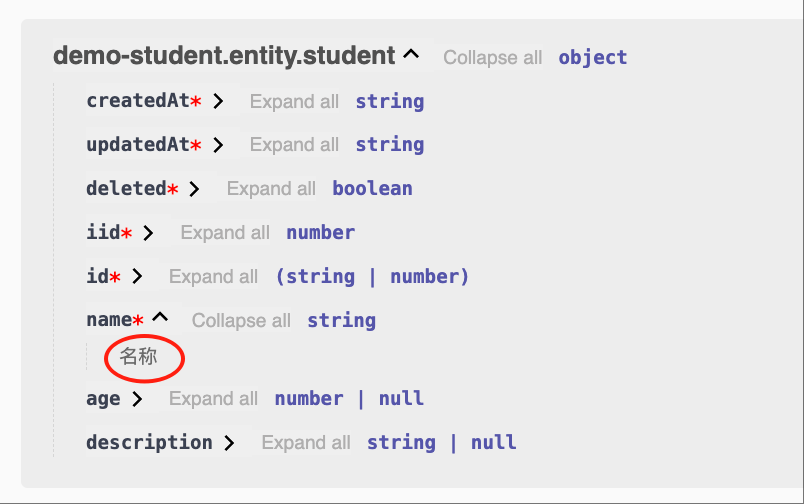 demo-student.entity.student Collapse all object
createdAt* Expand all string
updatedAt* Expand all string
deleted* Expand all boolean
iid* Expand all number
id* Expand all (string | number)
name* Collapse all string
名称
age Expand all number | null
description Expand all string | null